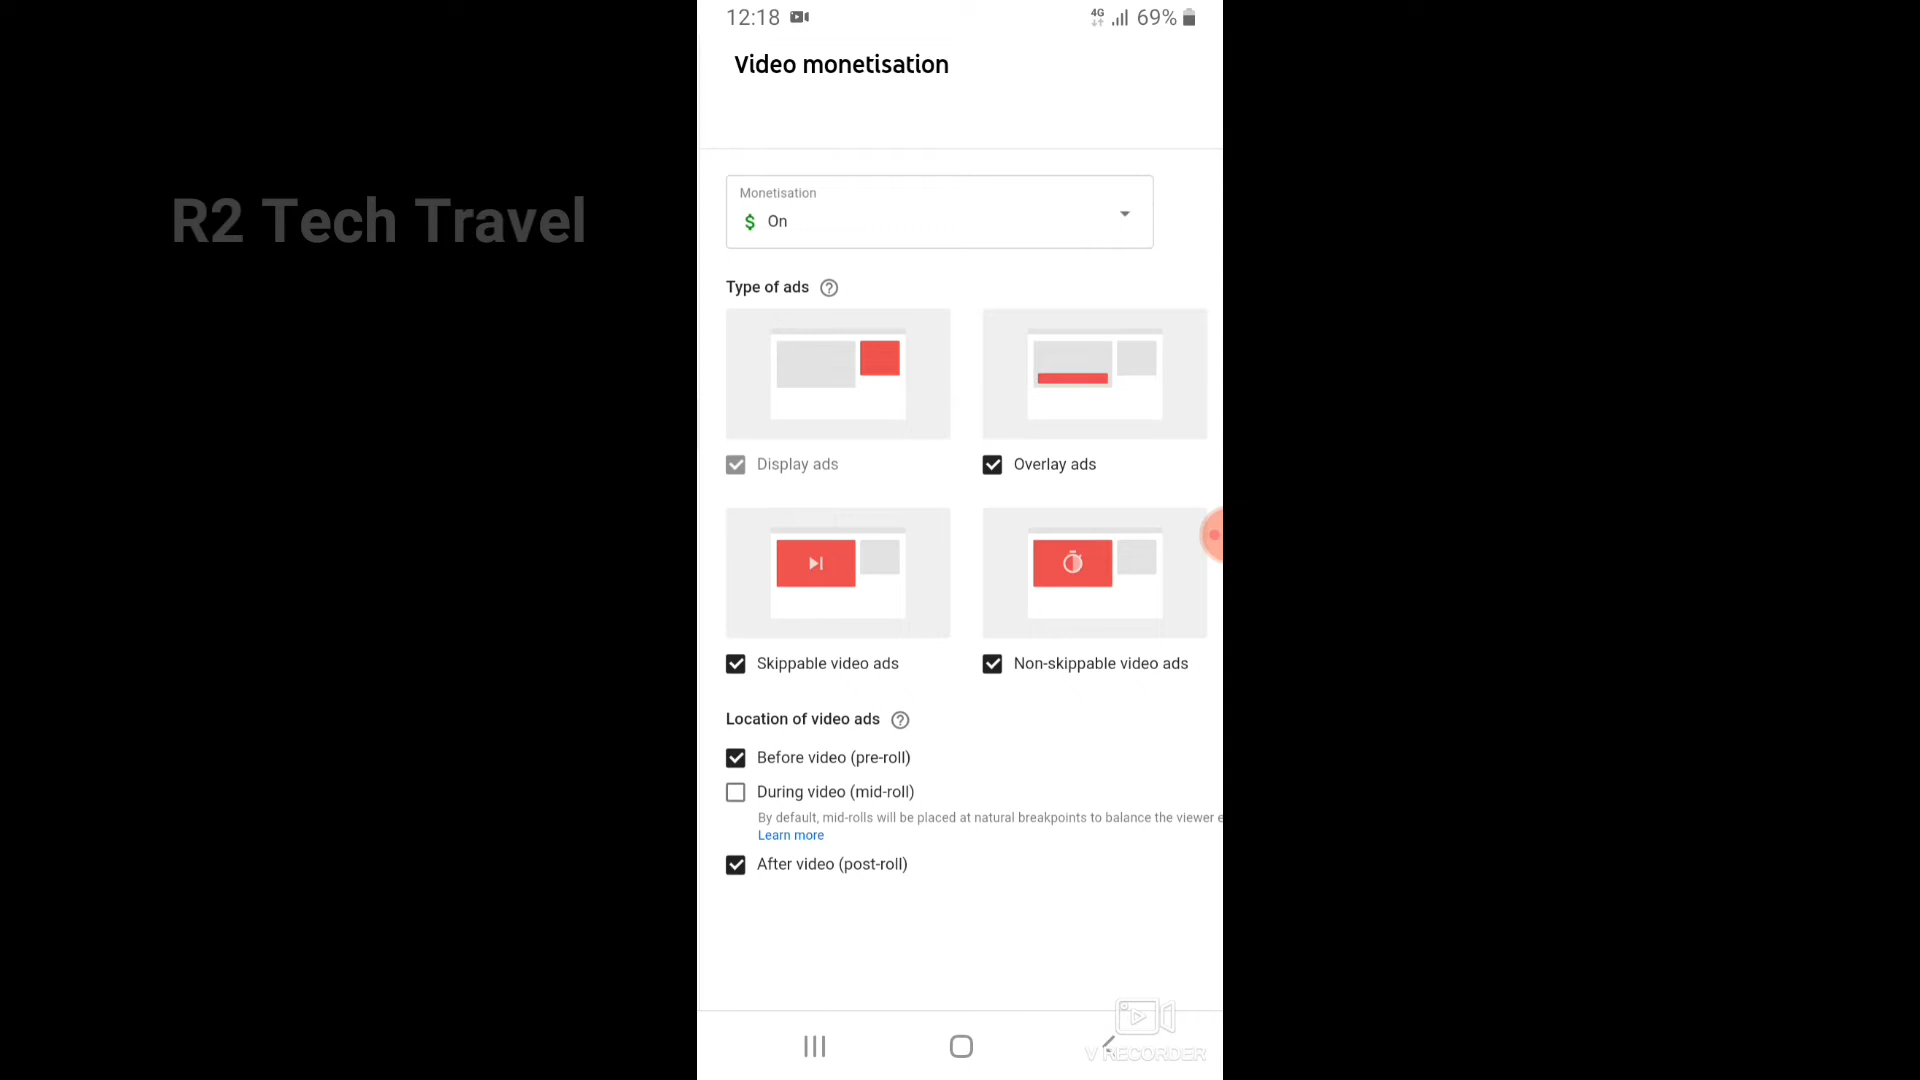 12:18
4G 69%
Video monetisation
R2 Tech Travel
Monetisation
$ On
Type of ads
Display ads
Overlay ads
Skippable video ads
Non-skippable video ads
Location of video ads
Before video (pre-roll)
During video (mid-roll)
By default, mid-rolls will be placed at natural breakpoints to balance the viewer e
Learn more
After video (post-roll)
V RECORDER